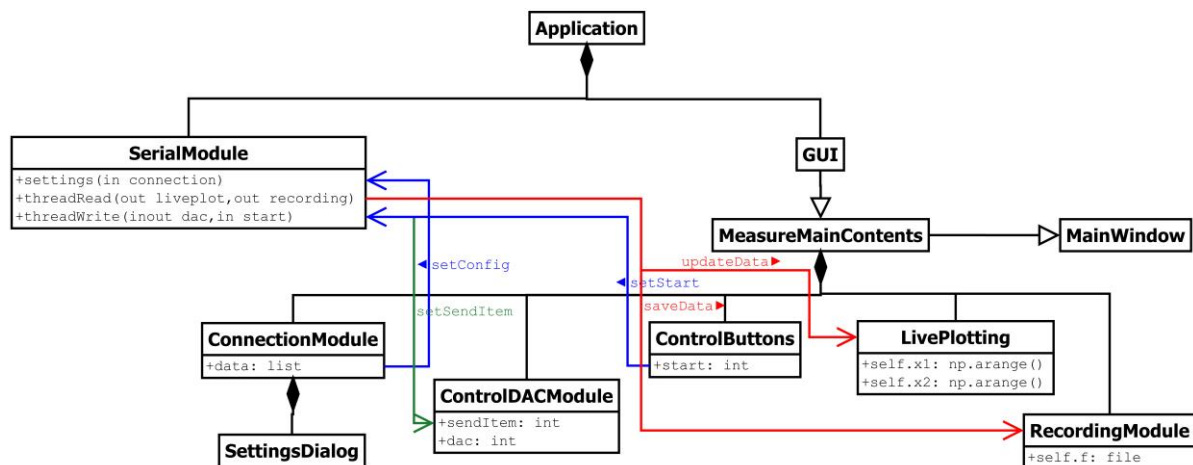 Application
SerialModule
+settings(in connection)
+threadRead(out liveplot,out recording)
+threadWrite(inout dac,in start)
GUI
MeasureMainContents
MainWindow
◄ setConfig
updateData ►
◄ setStart
setSendItem
saveData ►
ConnectionModule
+data: list
ControlButtons
+start: int
LivePlotting
+self.x1: np.arange()
+self.x2: np.arange()
ControlDACModule
+sendItem: int
+dac: int
SettingsDialog
RecordingModule
+self.f: file